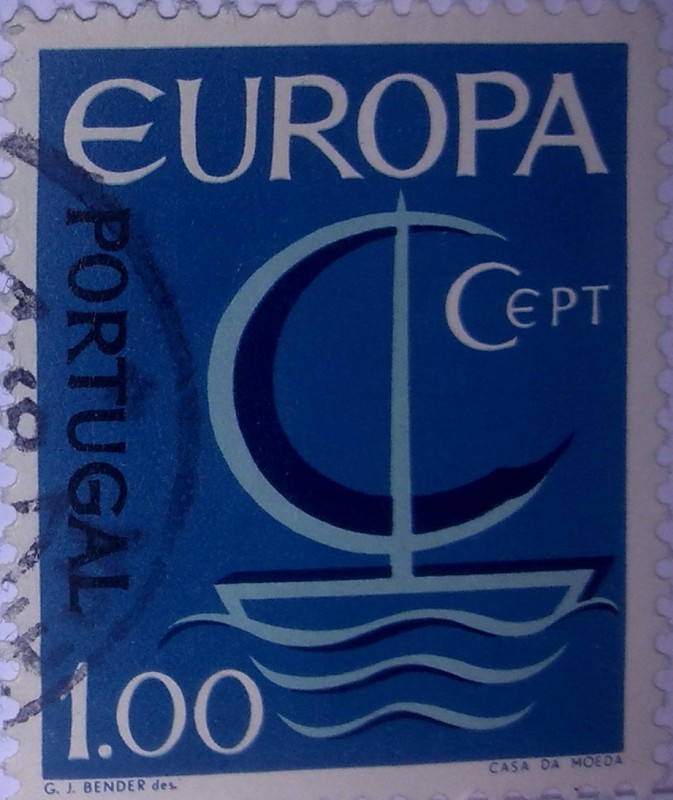 EUROPA
CEPT
PORTUGAL
1.00
G. J. BENDER des.
CASA DA MOEDA